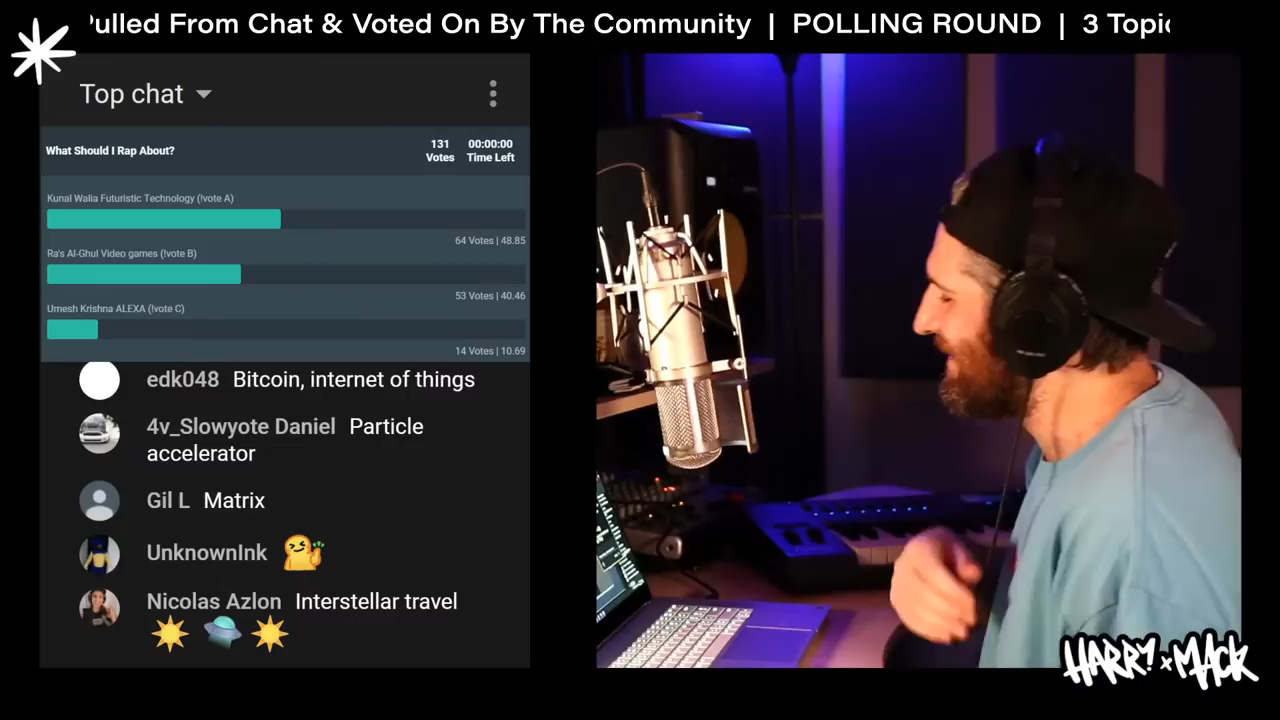 Pulled From Chat & Voted On By The Community | POLLING ROUND | 3 Topic
Top chat
What Should I Rap About?
131 Votes
00:00:00 Time Left
Kunal Walia Futuristic Technology (!vote A)
64 Votes | 48.85
Ra's Al-Ghul Video games (!vote B)
53 Votes | 40.46
Umesh Krishna ALEXA (!vote C)
14 Votes | 10.69
edk048 Bitcoin, internet of things
4v_Slowyote Daniel Particle
accelerator
Gil L Matrix
UnknownInk
Nicolas Azlon Interstellar travel
HARRY x MACK